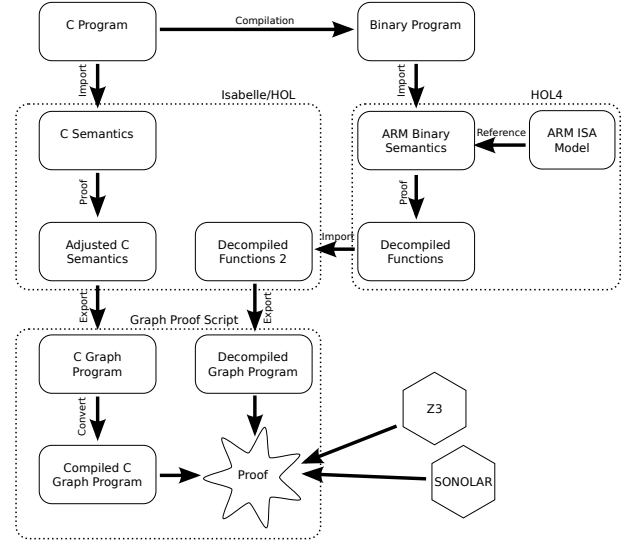 C Program
Compilation
Binary Program
Import
Import
Isabelle/HOL
HOL4
C Semantics
ARM Binary
Semantics
Reference
ARM ISA
Model
Proof
Proof
Adjusted C
Semantics
Decompiled
Functions 2
Import
Decompiled
Functions
Export
Export
Graph Proof Script
C Graph
Program
Decompiled
Graph Program
Convert
Z3
Compiled C
Graph Program
Proof
SONOLAR